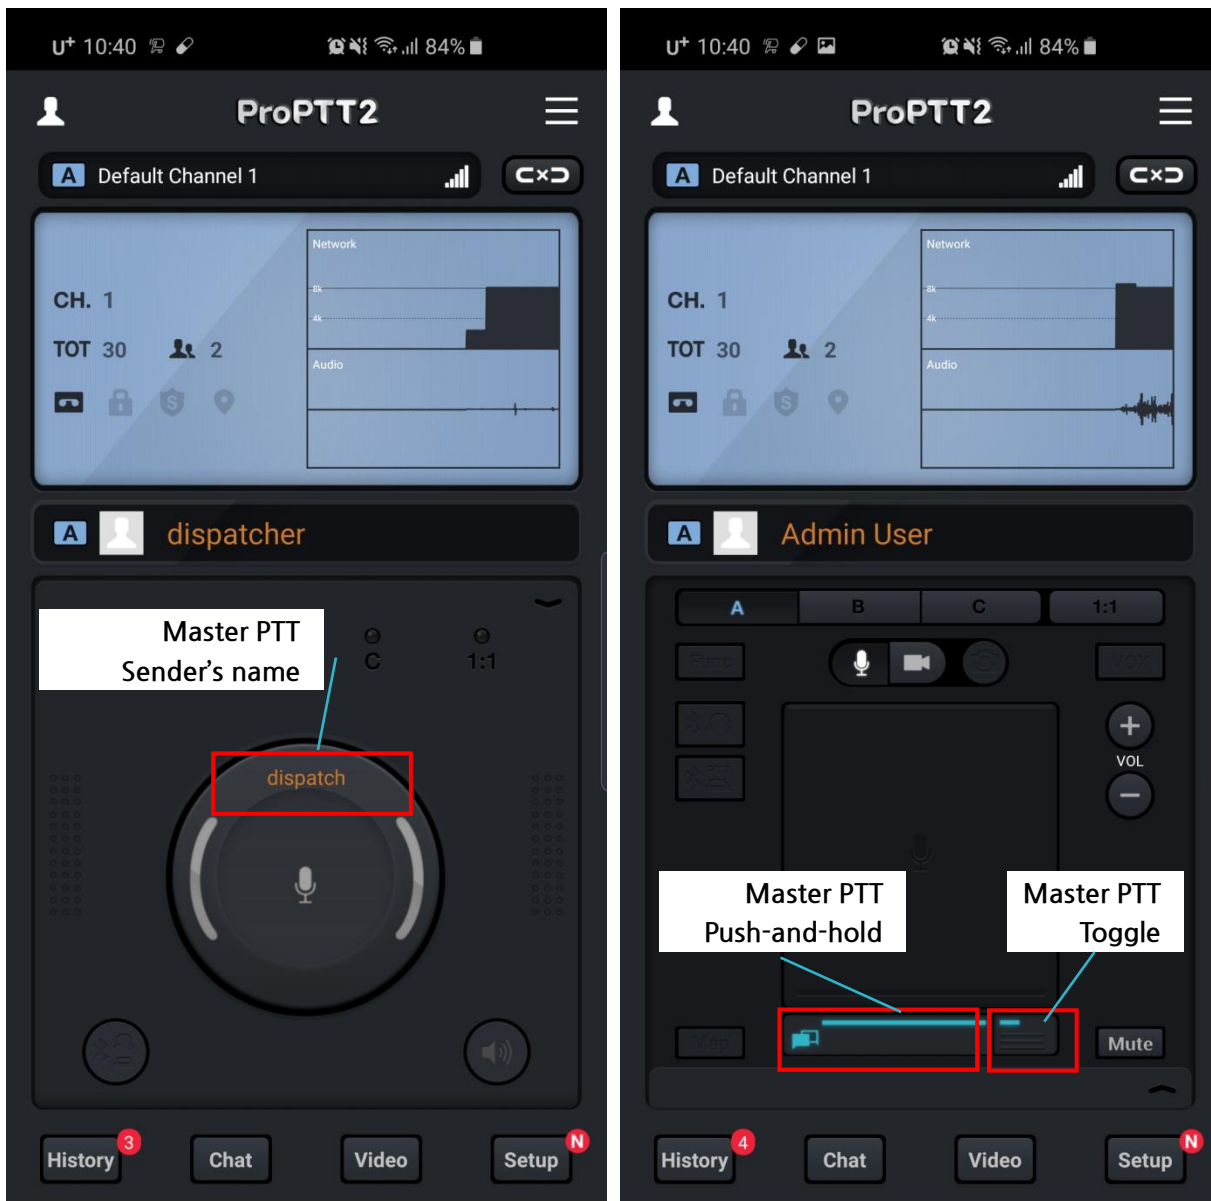 U+ 10:40 84%
ProPTT2
A Default Channel 1
Network
CH. 1
8k
4k
TOT 30 2
Audio
S
A dispatcher
Master PTT
Sender's name
C 1:1
dispatch
History 3 Chat Video Setup N
U+ 10:40 84%
ProPTT2
A Default Channel 1
Network
CH. 1
8k
4k
TOT 30 2
Audio
S
A Admin User
A B C 1:1
Func VOX
VOL
Master PTT
Push-and-hold
Master PTT
Toggle
Map Mute
History 4 Chat Video Setup N